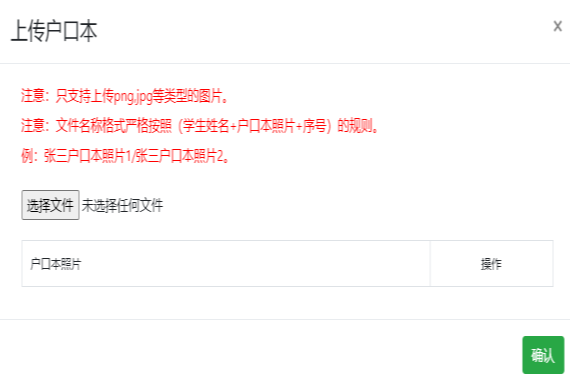 上传户口本
x
注意：只支持上传png,jpg等类型的图片。
注意：文件名称格式严格按照（学生姓名+户口本照片+序号）的规则。
例：张三户口本照片1/张三户口本照片2。
选择文件 未选择任何文件
户口本照片 操作
确认